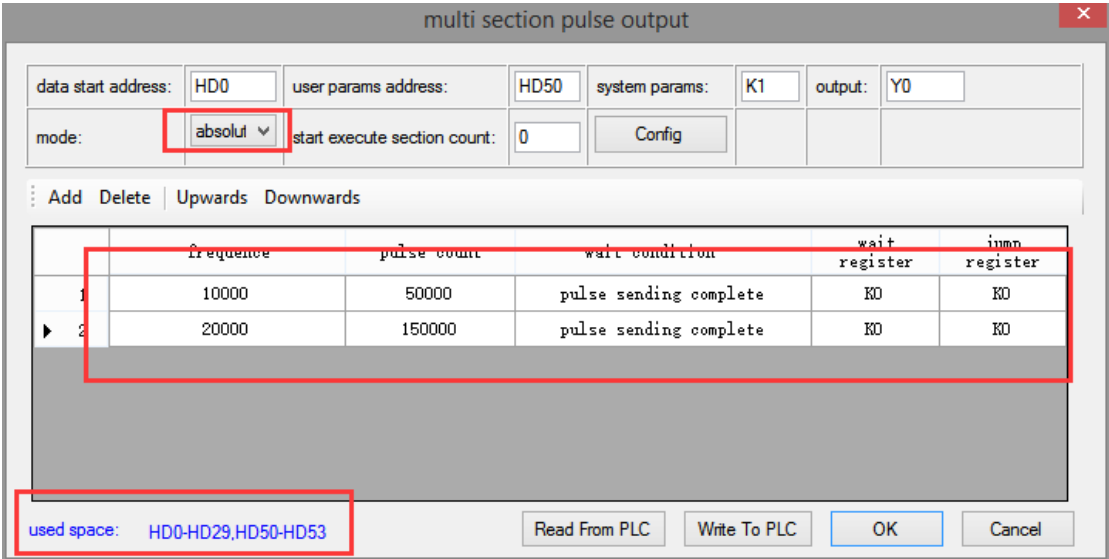 multi section pulse output
data start address: HD0 user params address: HD50 system params: K1 output: Y0
mode: absolut start execute section count: 0 Config
Add Delete Upwards Downwards
frequence pulse count wait condition wait register jump register
1 10000 50000 pulse sending complete K0 K0
2 20000 150000 pulse sending complete K0 K0
used space: HD0-HD29,HD50-HD53 Read From PLC Write To PLC OK Cancel